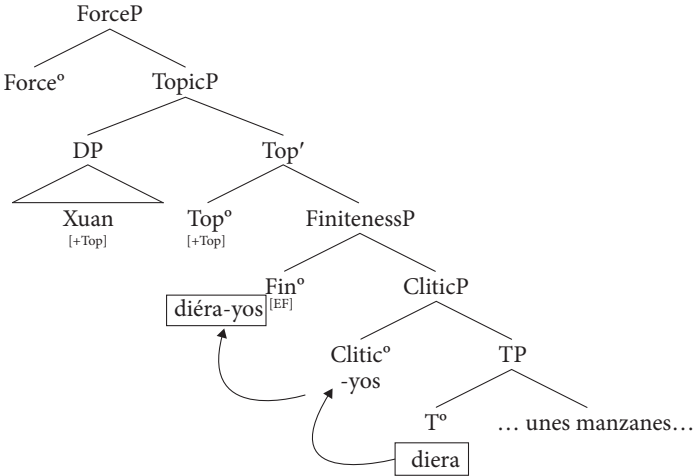 ForceP
Forceº TopicP
DP Top′
Xuan Topº FinitenessP
[+Top] [+Top]
Finº CliticP
diéra-yos [EF]
Cliticº TP
-yos
Tº … unes manzanes…
diera